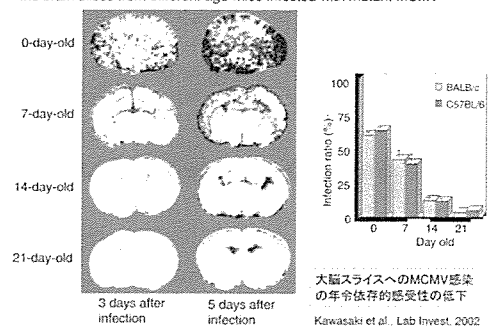 0-day-old
7-day-old
14-day-old
21-day-old
3 days after
infection
5 days after
infection
Infection ratio (%)
100
75
50
25
0
BALB/c
C57BL/6
0 7 14 21
Day old
大脳スライスへのMCMV感染
の年令依存的感受性の低下
Kawasaki et al., Lab Invest, 2002